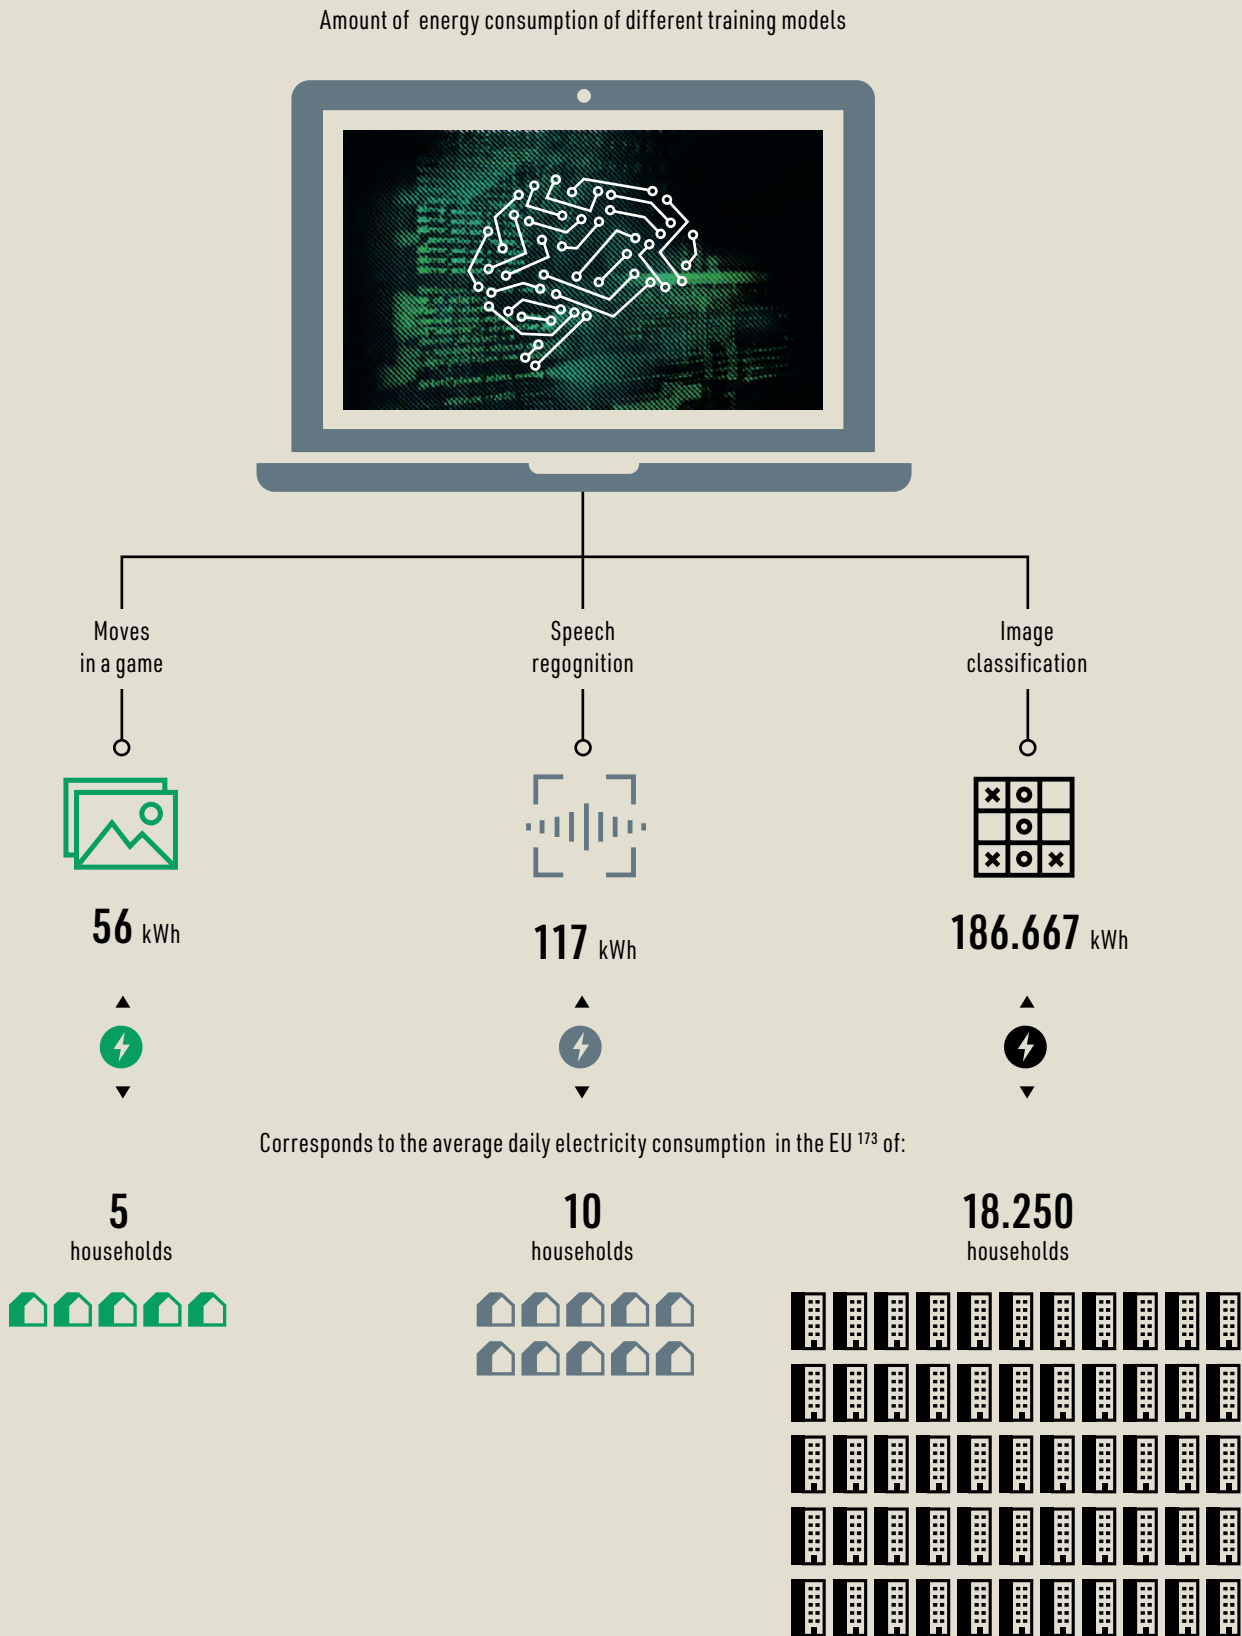 Amount of energy consumption of different training models
Moves
in a game
Speech
regognition
Image
classification
56 kWh
117 kWh
186.667 kWh
Corresponds to the average daily electricity consumption in the EU 173 of:
5
households
10
households
18.250
households